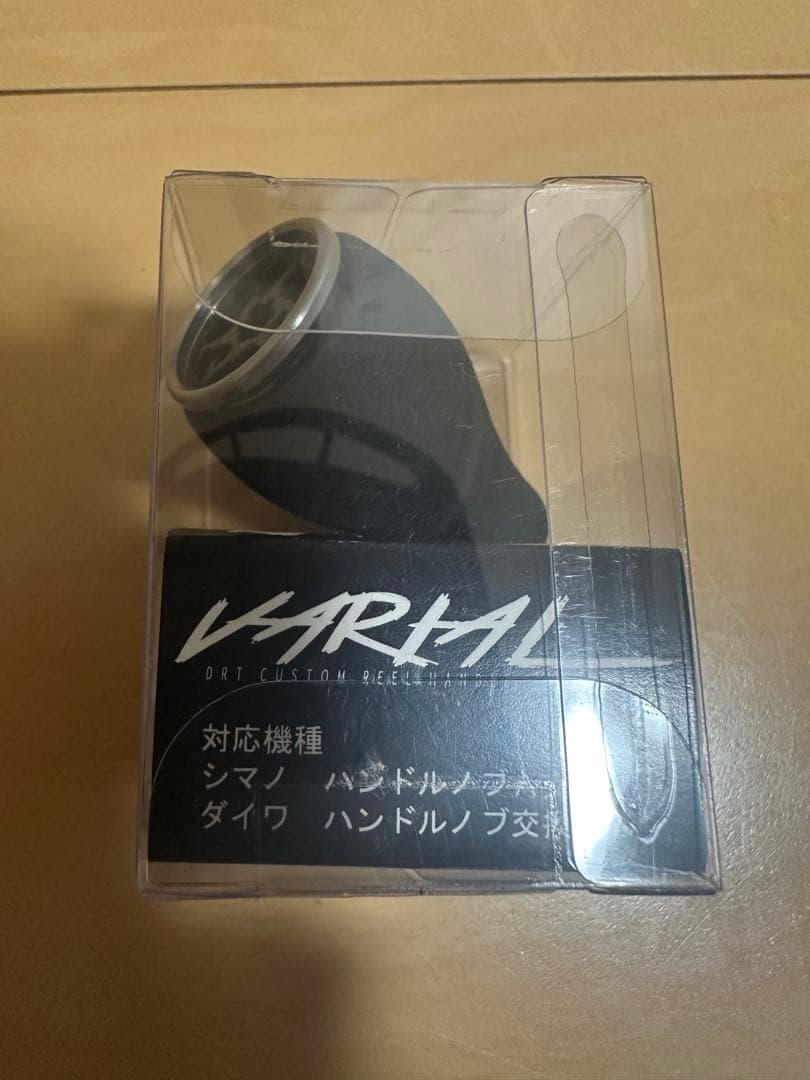 VARIAL
DRT CUSTOM REEL HAND
対応機種
シマノ ハンドルノブ
ダイワ ハンドルノブ交